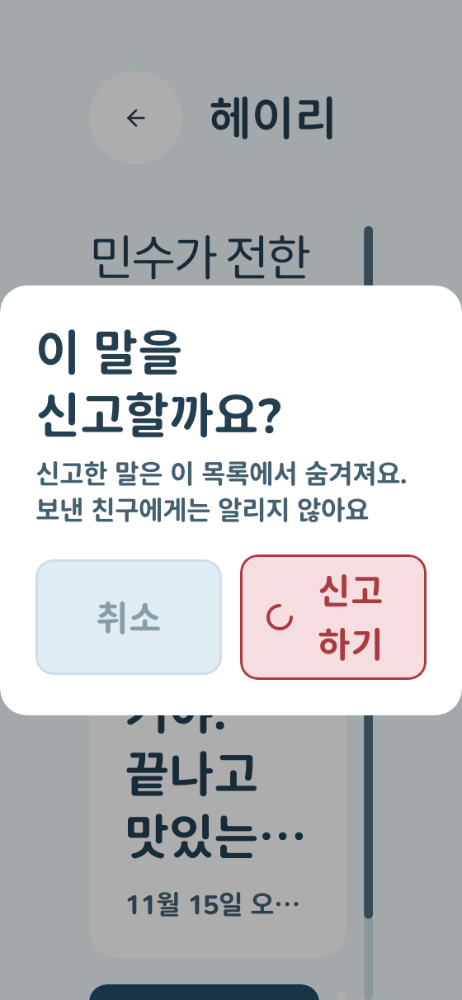 헤이리
민수가 전한
이 말을
신고할까요?
신고한 말은 이 목록에서 숨겨져요.
보낸 친구에게는 알리지 않아요
취소
신고
하기
끝나고
맛있는…
11월 15일 오…